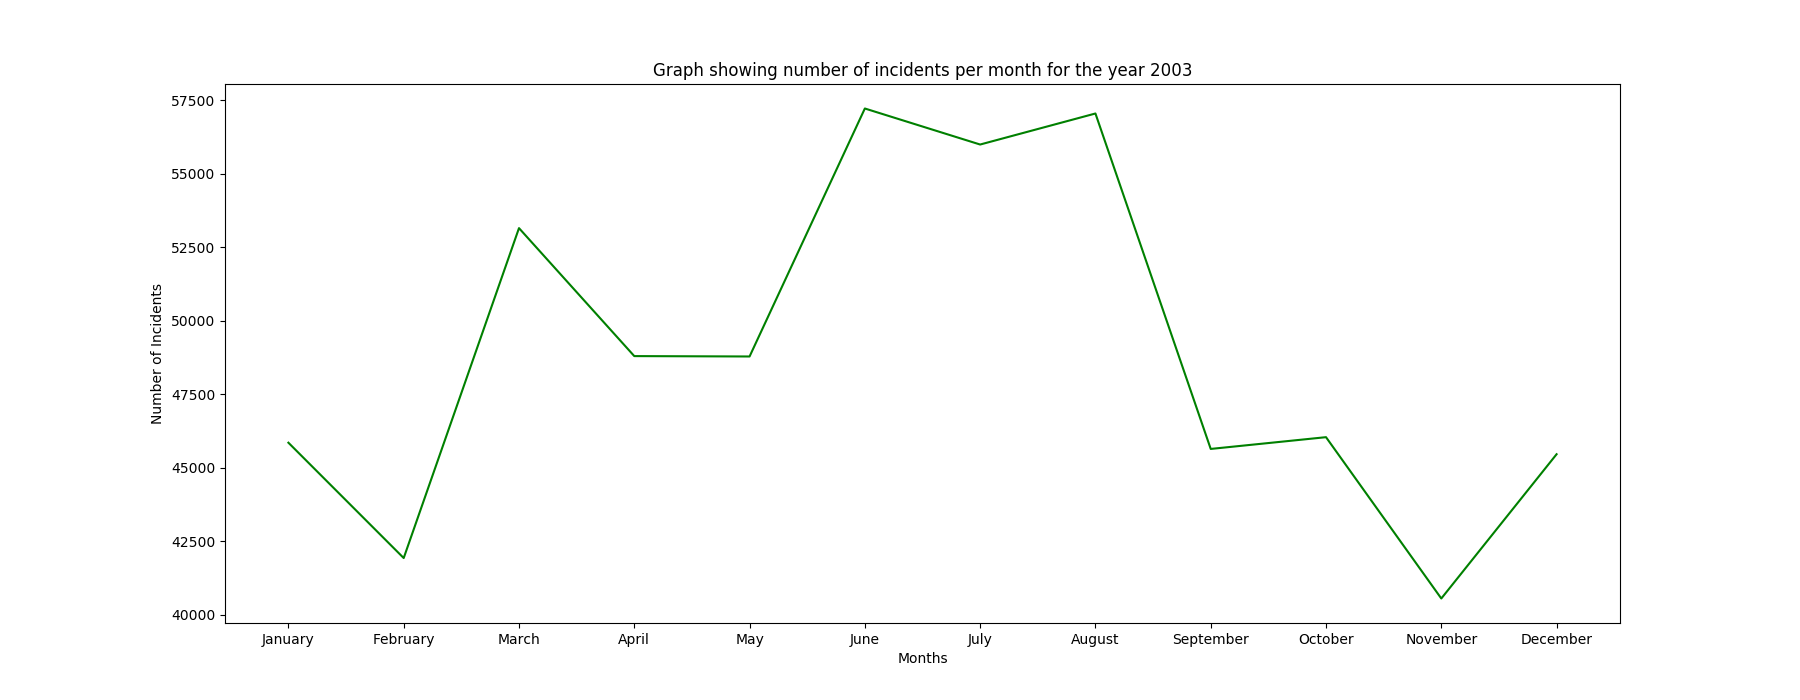 Graph showing number of incidents per month for the year 2003
57500
55000
52500
50000
47500
45000
42500
40000
Number of Incidents
January February March April May June July August September October November December
Months